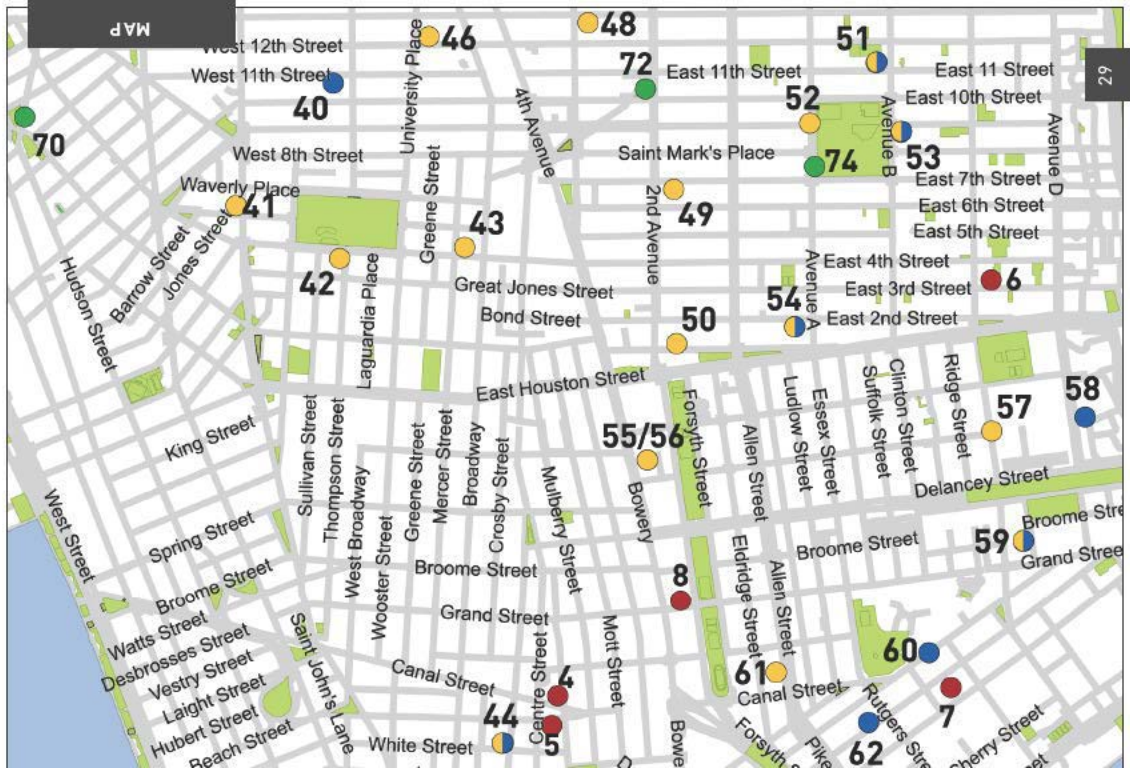 MAP
29
48
51
46
West 12th Street
University Place
72
East 11th Street
East 11 Street
West 11th Street
40
4th Avenue
52
East 10th Street
Avenue B
Avenue D
70
53
West 8th Street
Saint Mark's Place
74
East 7th Street
Waverly Place
41
Greene Street
43
2nd Avenue
49
East 6th Street
East 5th Street
Barrow Street
Jones Street
Hudson Street
42
Laguardia Place
Great Jones Street
Bond Street
50
54
Avenue A
East 4th Street
East 3rd Street
6
East 2nd Street
East Houston Street
Forsyth Street
Allen Street
Ludlow Street
Essex Street
Suffolk Street
Clinton Street
Ridge Street
57
58
King Street
Sullivan Street
Thompson Street
West Broadway
Wooster Street
Greene Street
Mercer Street
Broadway
Crosby Street
Mulberry Street
55/56
Bowery
Delancey Street
West Street
Spring Street
Broome Street
Broome Street
Broome Street
59
Broome Stre
Grand Stree
Watts Street
Desbrosses Street
Vestry Street
Laight Street
Hubert Street
Beach Street
Saint John's Lane
Grand Street
Canal Street
Centre Street
Mott Street
8
Eldridge Street
Allen Street
4
5
44
White Street
61
Canal Street
60
7
Rutgers Stre
62
Bowe
Forsyth S
Pike
Cherry Street
D